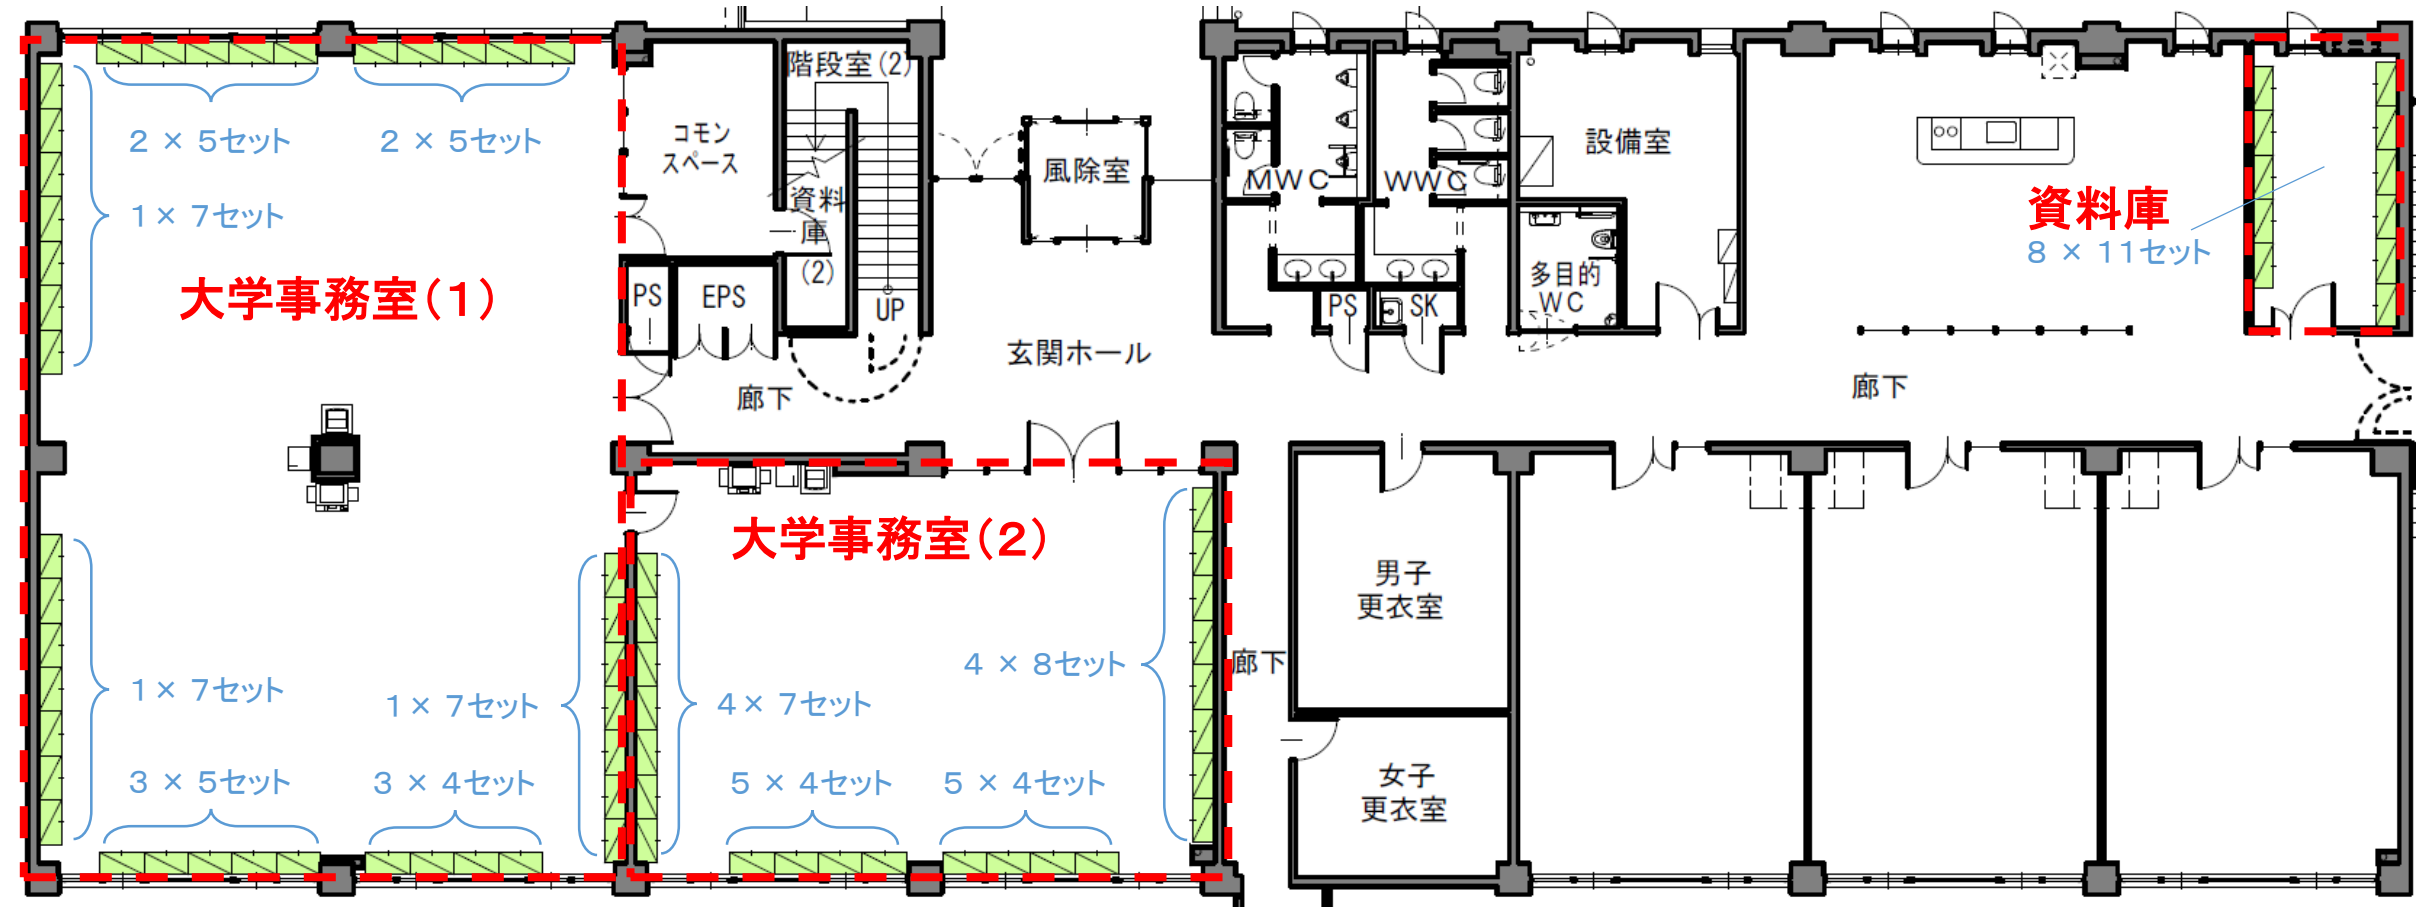 階段室(2)
コモン
スペース
資料
庫
(2)
風除室
MWC
WWC
設備室
多目的
WC
資料庫
8 × 11セット
2 × 5セット
2 × 5セット
1× 7セット
大学事務室(1)
PS
EPS
UP
PS
SK
玄関ホール
廊下
廊下
大学事務室(2)
男子
更衣室
4 × 8セット
廊下
1× 7セット
1× 7セット
4× 7セット
3 × 5セット
3 × 4セット
5 × 4セット
5 × 4セット
女子
更衣室